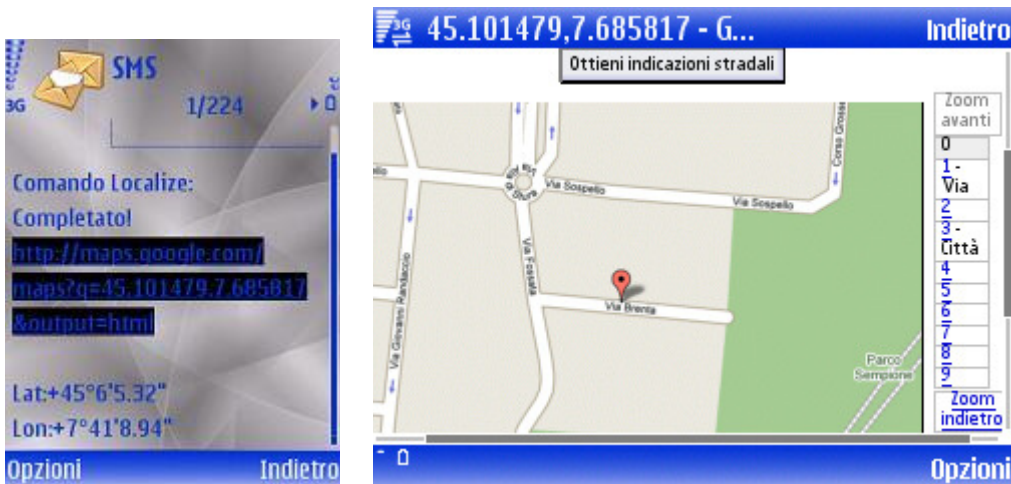 3G
SMS
1/224
Comando Localize:
Completato!
http://maps.google.com/
maps?q=45.101479,7.685817
&output=html
Lat:+45°6'5.32"
Lon:+7°41'8.94"
Opzioni
Indietro
3G
45.101479,7.685817 - G...
Indietro
Ottieni indicazioni stradali
Via Sospello
Via Sospello
Corso Grosse
Via Fossata
Via Giovanni Randaccio
Via Brenta
Parco
Sempione
Zoom
avanti
0
1 -
Via
2
3 -
Città
4
5
6
7
8
9
Zoom
indietro
Opzioni